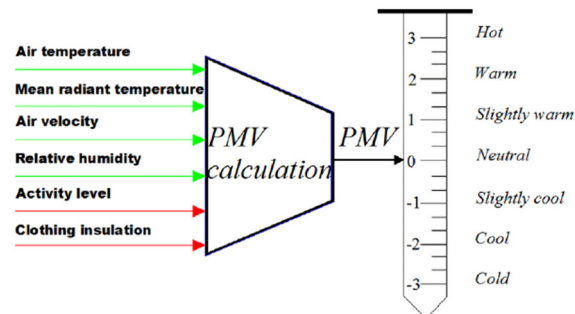 Air temperature
Mean radiant temperature
Air velocity
Relative humidity
Activity level
Clothing insulation
PMV
calculation
PMV
3 Hot
2 Warm
1 Slightly warm
0 Neutral
-1 Slightly cool
-2 Cool
-3 Cold